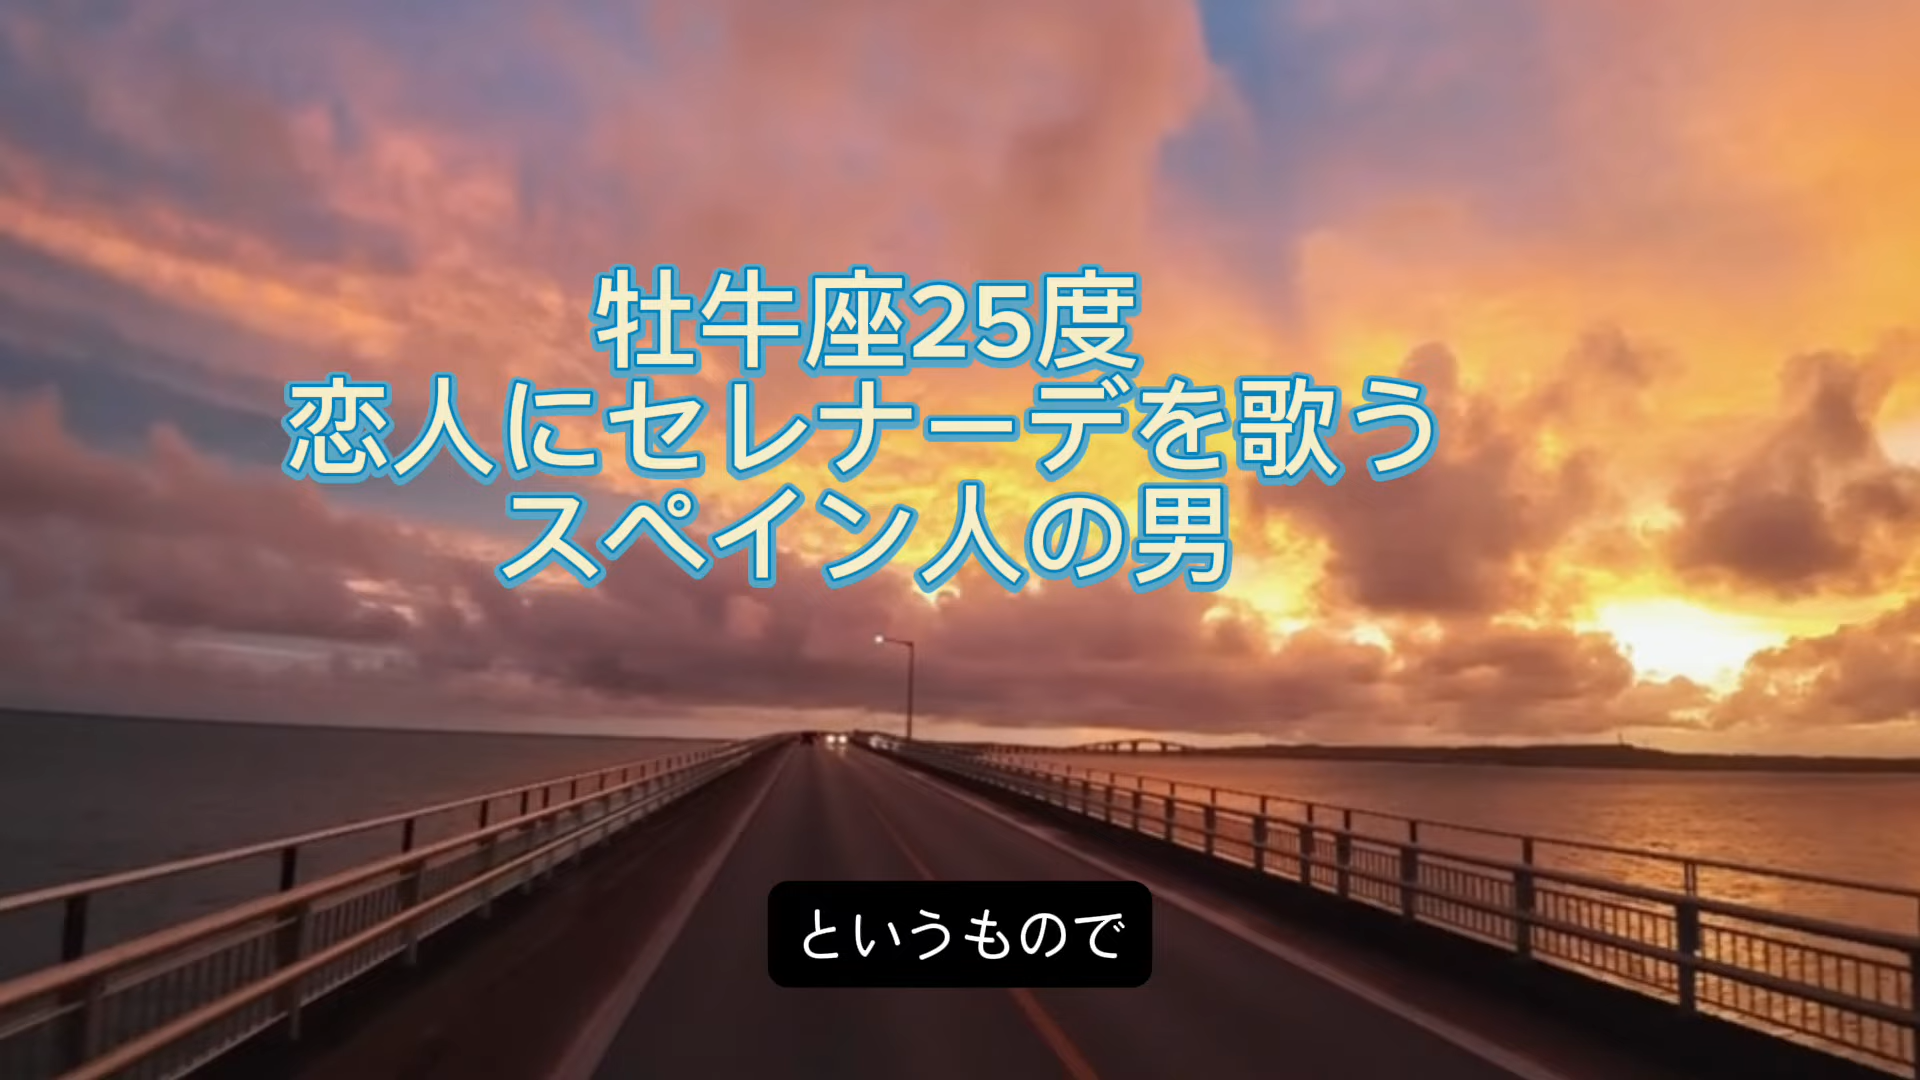 牡牛座25度
恋人にセレナーデを歌う
スペイン人の男
というもので